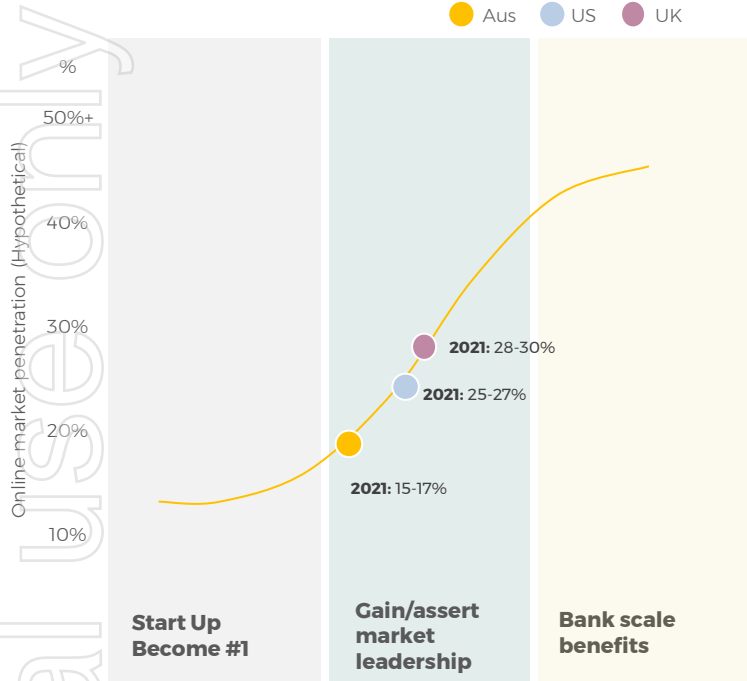 Aus
US
UK
%
50%+
40%
30%
20%
10%
Online market penetration (Hypothetical)
2021: 28-30%
2021: 25-27%
2021: 15-17%
Start Up
Become #1
Gain/assert
market
leadership
Bank scale
benefits
al use only